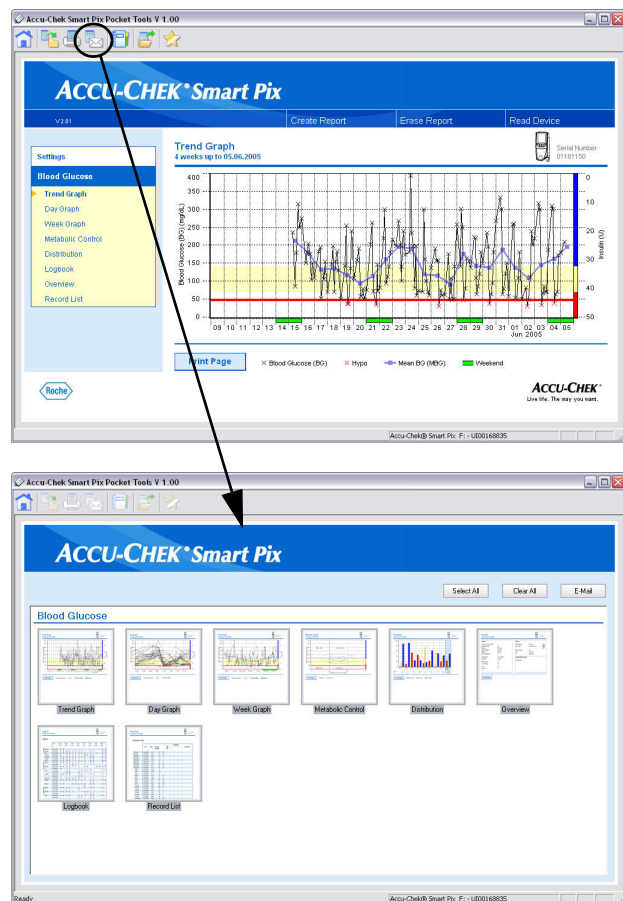 Accu-Chek Smart Pix Pocket Tools V 1.00
ACCU-CHEK® Smart Pix
V2.01
Create Report
Erase Report
Read Device
Settings
Blood Glucose
Trend Graph
Day Graph
Week Graph
Metabolic Control
Distribution
Logbook
Overview
Record List
Trend Graph
4 weeks up to 05.06.2005
Serial Number
01161150
Blood Glucose (BG) (mg/dL)
400
350
300
250
200
150
100
50
0
0
10
20
30
40
50
Insulin (U)
09 10 11 12 13 14 15 16 17 18 19 20 21 22 23 24 25 26 27 28 29 30 31 01 02 03 04 05
Jun 2005
Print Page
Blood Glucose (BG)
Hypo
Mean BG (MBG)
Weekend
Roche
ACCU-CHEK®
Live life. The way you want.
Accu-Chek® Smart Pix F: - UI00168835
Accu-Chek Smart Pix Pocket Tools V 1.00
ACCU-CHEK® Smart Pix
Select All
Clear All
E-Mail
Blood Glucose
Trend Graph
Day Graph
Week Graph
Metabolic Control
Distribution
Overview
Logbook
Record List
Ready
Accu-Chek® Smart Pix F: - UI00168835